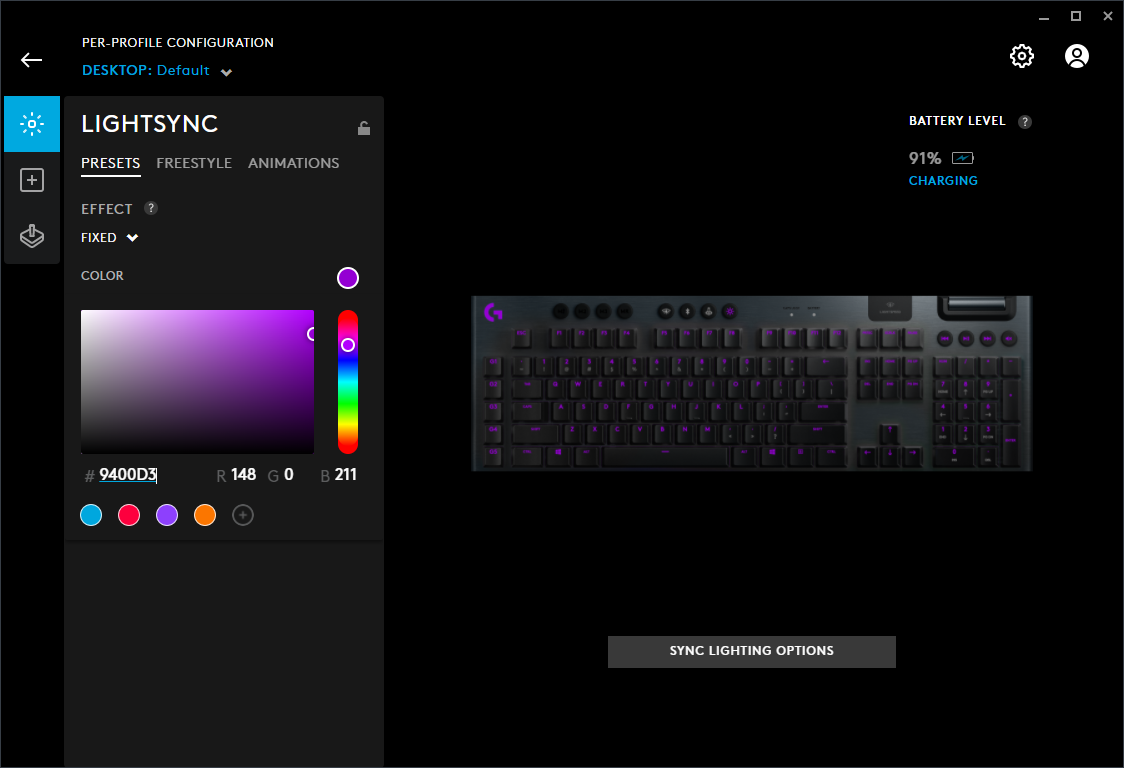 PER-PROFILE CONFIGURATION
DESKTOP: Default
LIGHTSYNC
PRESETS FREESTYLE ANIMATIONS
EFFECT ?
FIXED
COLOR
# 9400D3 R 148 G 0 B 211
BATTERY LEVEL ?
91%
CHARGING
SYNC LIGHTING OPTIONS